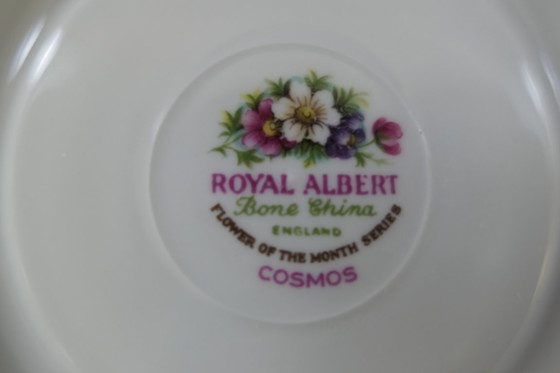 ROYAL ALBERT
Bone China
ENGLAND
FLOWER OF THE MONTH SERIES
COSMOS